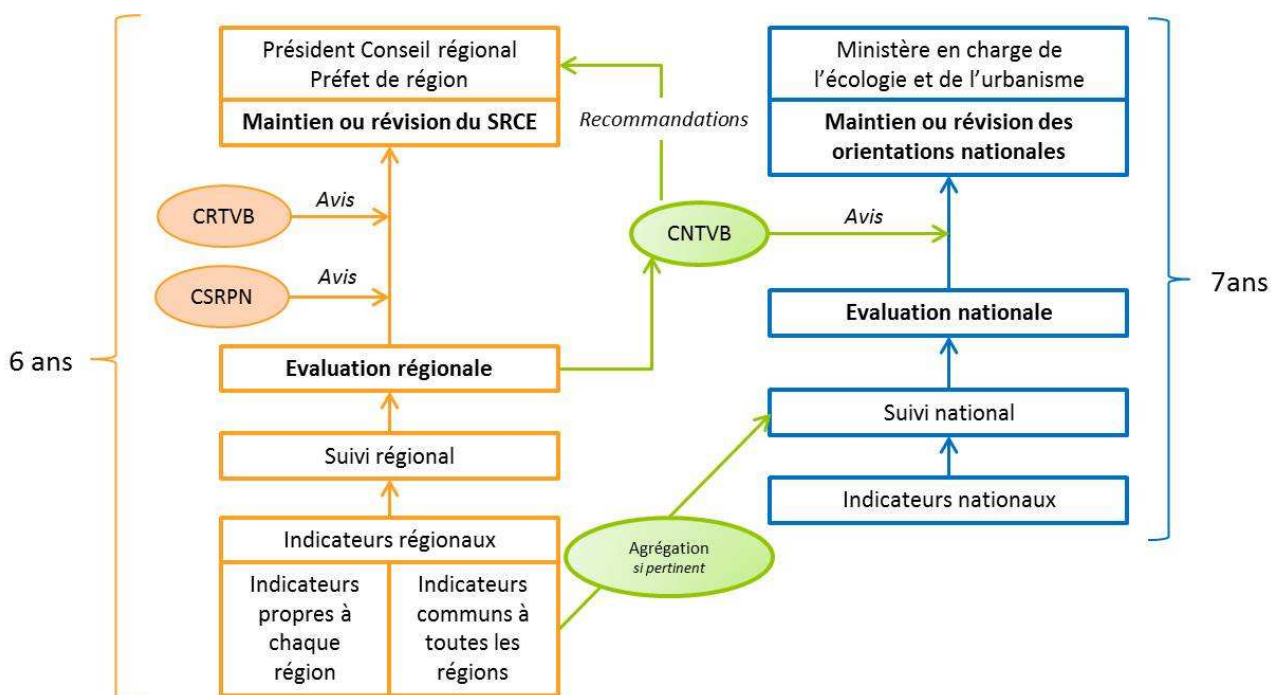 Président Conseil régional
Préfet de région
Maintien ou révision du SRCE
Recommandations
Ministère en charge de
l’écologie et de l’urbanisme
Maintien ou révision des
orientations nationales
CRTVB
Avis
CSRPN
Avis
CNTVB
Avis
6 ans
7ans
Evaluation régionale
Evaluation nationale
Suivi régional
Suivi national
Indicateurs régionaux
Indicateurs
propres à
chaque
région
Indicateurs
communs à
toutes les
régions
Agrégation
si pertinent
Indicateurs nationaux